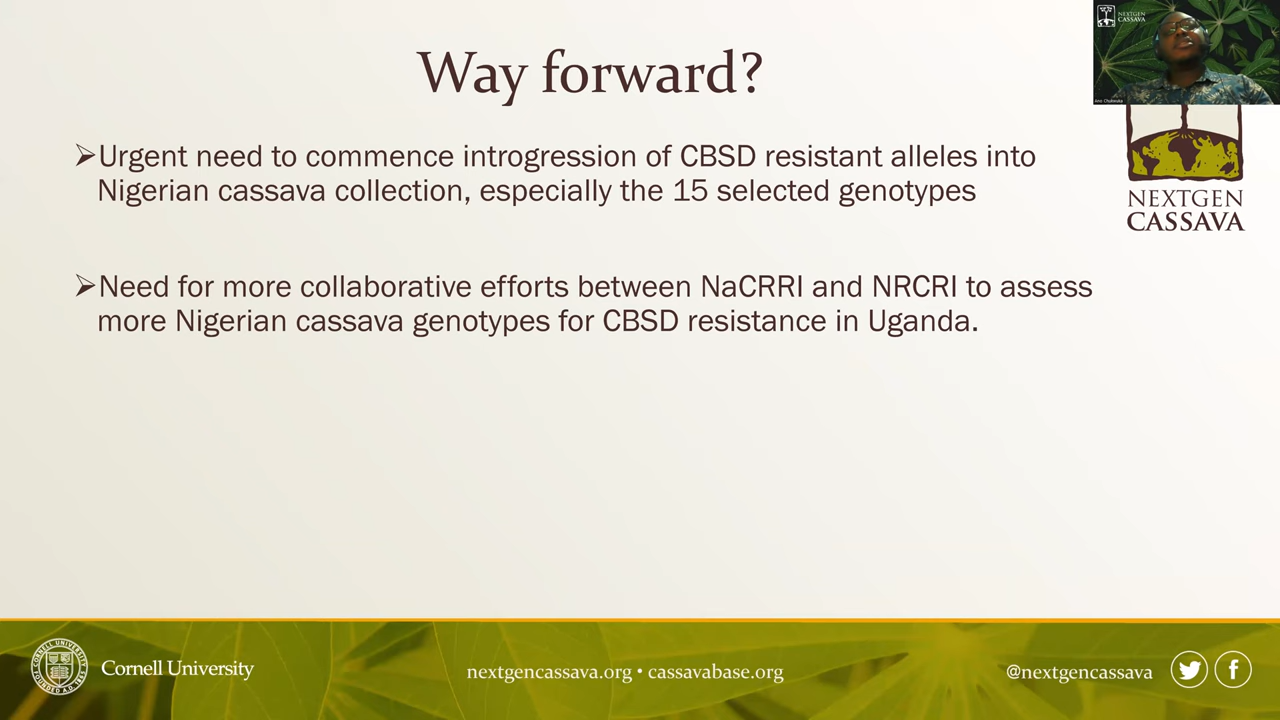 Way forward?
NEXTGEN
CASSAVA
➢Urgent need to commence introgression of CBSD resistant alleles into
Nigerian cassava collection, especially the 15 selected genotypes
NEXTGEN
CASSAVA
➢Need for more collaborative efforts between NaCRRI and NRCRI to assess
more Nigerian cassava genotypes for CBSD resistance in Uganda.
Cornell University
nextgencassava.org • cassavabase.org
@nextgencassava